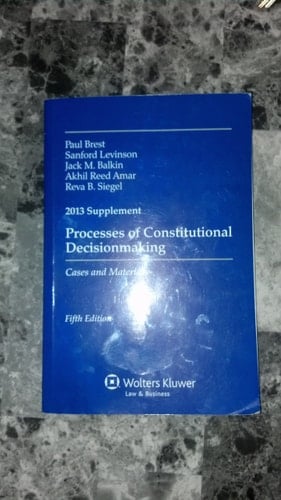 Paul Brest
Sanford Levinson
Jack M. Balkin
Akhil Reed Amar
Reva B. Siegel
2013 Supplement
Processes of Constitutional
Decisionmaking
Cases and Materials
Fifth Edition
Wolters Kluwer
Law & Business